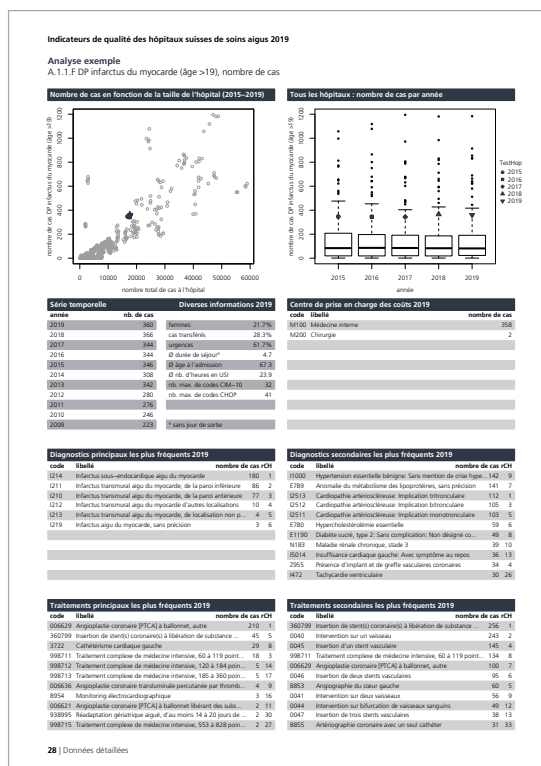 Indicateurs de qualité des hôpitaux suisses de soins aigus 2019
Analyse exemple
A.1.1.F DP infarctus du myocarde (âge >19), nombre de cas
Nombre de cas en fonction de la taille de l'hôpital (2015–2019)
nombre de cas DP infarctus du myocarde (âge >19)
0 200 400 600 800 1000 1200
0 10000 20000 30000 40000 50000 60000
nombre total de cas à l'hôpital
Tous les hôpitaux : nombre de cas par année
nombre de cas DP infarctus du myocarde (âge >19)
0 200 400 600 800 1000 1200
2015 2016 2017 2018 2019
année
TestHop
2015
2016
2017
2018
2019
Série temporelle Diverses informations 2019
année nb. de cas
2019 360 femmes 21.7%
2018 366 cas transférés 28.3%
2017 344 urgences 61.7%
2016 344 Ø durée de séjourᵃ 4.7
2015 346 Ø âge à l'admission 67.3
2014 308 Ø nb. d'heures en USI 23.9
2013 342 nb. max. de codes CIM–10 32
2012 280 nb. max. de codes CHOP 41
2011 276
2010 246
2009 223 ᵃ sans jour de sortie
Centre de prise en charge des coûts 2019
code libellé nombre de cas
M100 Médecine interne 358
M200 Chirurgie 2
Diagnostics principaux les plus fréquents 2019
code libellé nombre de cas rCH
I214 Infarctus sous–endocardique aigu du myocarde 180 1
I211 Infarctus transmural aigu du myocarde, de la paroi inférieure 86 2
I210 Infarctus transmural aigu du myocarde, de la paroi antérieure 77 3
I212 Infarctus transmural aigu du myocarde d'autres localisations 10 4
I213 Infarctus transmural aigu du myocarde, de localisation non p... 4 5
I219 Infarctus aigu du myocarde, sans précision 3 6
Diagnostics secondaires les plus fréquents 2019
code libellé nombre de cas rCH
I1000 Hypertension essentielle bénigne: Sans mention de crise hype... 142 9
E789 Anomalie du métabolisme des lipoprotéines, sans précision 141 7
I2513 Cardiopathie artérioscléreuse: Implication tritronculaire 112 1
I2512 Cardiopathie artérioscléreuse: Implication bitronculaire 105 3
I2511 Cardiopathie artérioscléreuse: Implication monotronculaire 103 5
E780 Hypercholestérolémie essentielle 59 6
E1190 Diabète sucré, type 2: Sans complication: Non désigné co... 49 8
N183 Maladie rénale chronique, stade 3 39 10
I5014 Insuffisance cardiaque gauche: Avec symptôme au repos 36 13
Z955 Présence d'implant et de greffe vasculaires coronaires 34 4
I472 Tachycardie ventriculaire 30 26
Traitements principaux les plus fréquents 2019
code libellé nombre de cas rCH
006629 Angioplastie coronaire [PTCA] à ballonnet, autre 210 1
360799 Insertion de stent(s) coronaire(s) à libération de substance ... 45 5
3722 Cathétérisme cardiaque gauche 29 8
998711 Traitement complexe de médecine intensive, 60 à 119 point... 18 3
998712 Traitement complexe de médecine intensive, 120 à 184 poin... 5 14
998713 Traitement complexe de médecine intensive, 185 à 360 poin... 5 17
006636 Angioplastie coronaire transluminale percutanée par thromb... 4 9
8954 Monitoring électrocardiographique 3 16
006621 Angioplastie coronaire [PTCA] à ballonnet libérant des subs... 2 11
938995 Réadaptation gériatrique aiguë, d'au moins 14 à 20 jours de ... 2 30
998715 Traitement complexe de médecine intensive, 553 à 828 poin... 2 27
Traitements secondaires les plus fréquents 2019
code libellé nombre de cas rCH
360799 Insertion de stent(s) coronaire(s) à libération de substance ... 256 1
0040 Intervention sur un vaisseau 243 2
0045 Insertion d'un stent vasculaire 145 4
998711 Traitement complexe de médecine intensive, 60 à 119 point... 134 8
006629 Angioplastie coronaire [PTCA] à ballonnet, autre 100 7
0046 Insertion de deux stents vasculaires 95 6
8853 Angiographie du cœur gauche 60 5
0041 Intervention sur deux vaisseaux 56 9
0044 Intervention sur bifurcation de vaisseaux sanguins 49 12
0047 Insertion de trois stents vasculaires 38 13
8855 Artériographie coronaire avec un seul cathéter 31 33
28 | Données détaillées